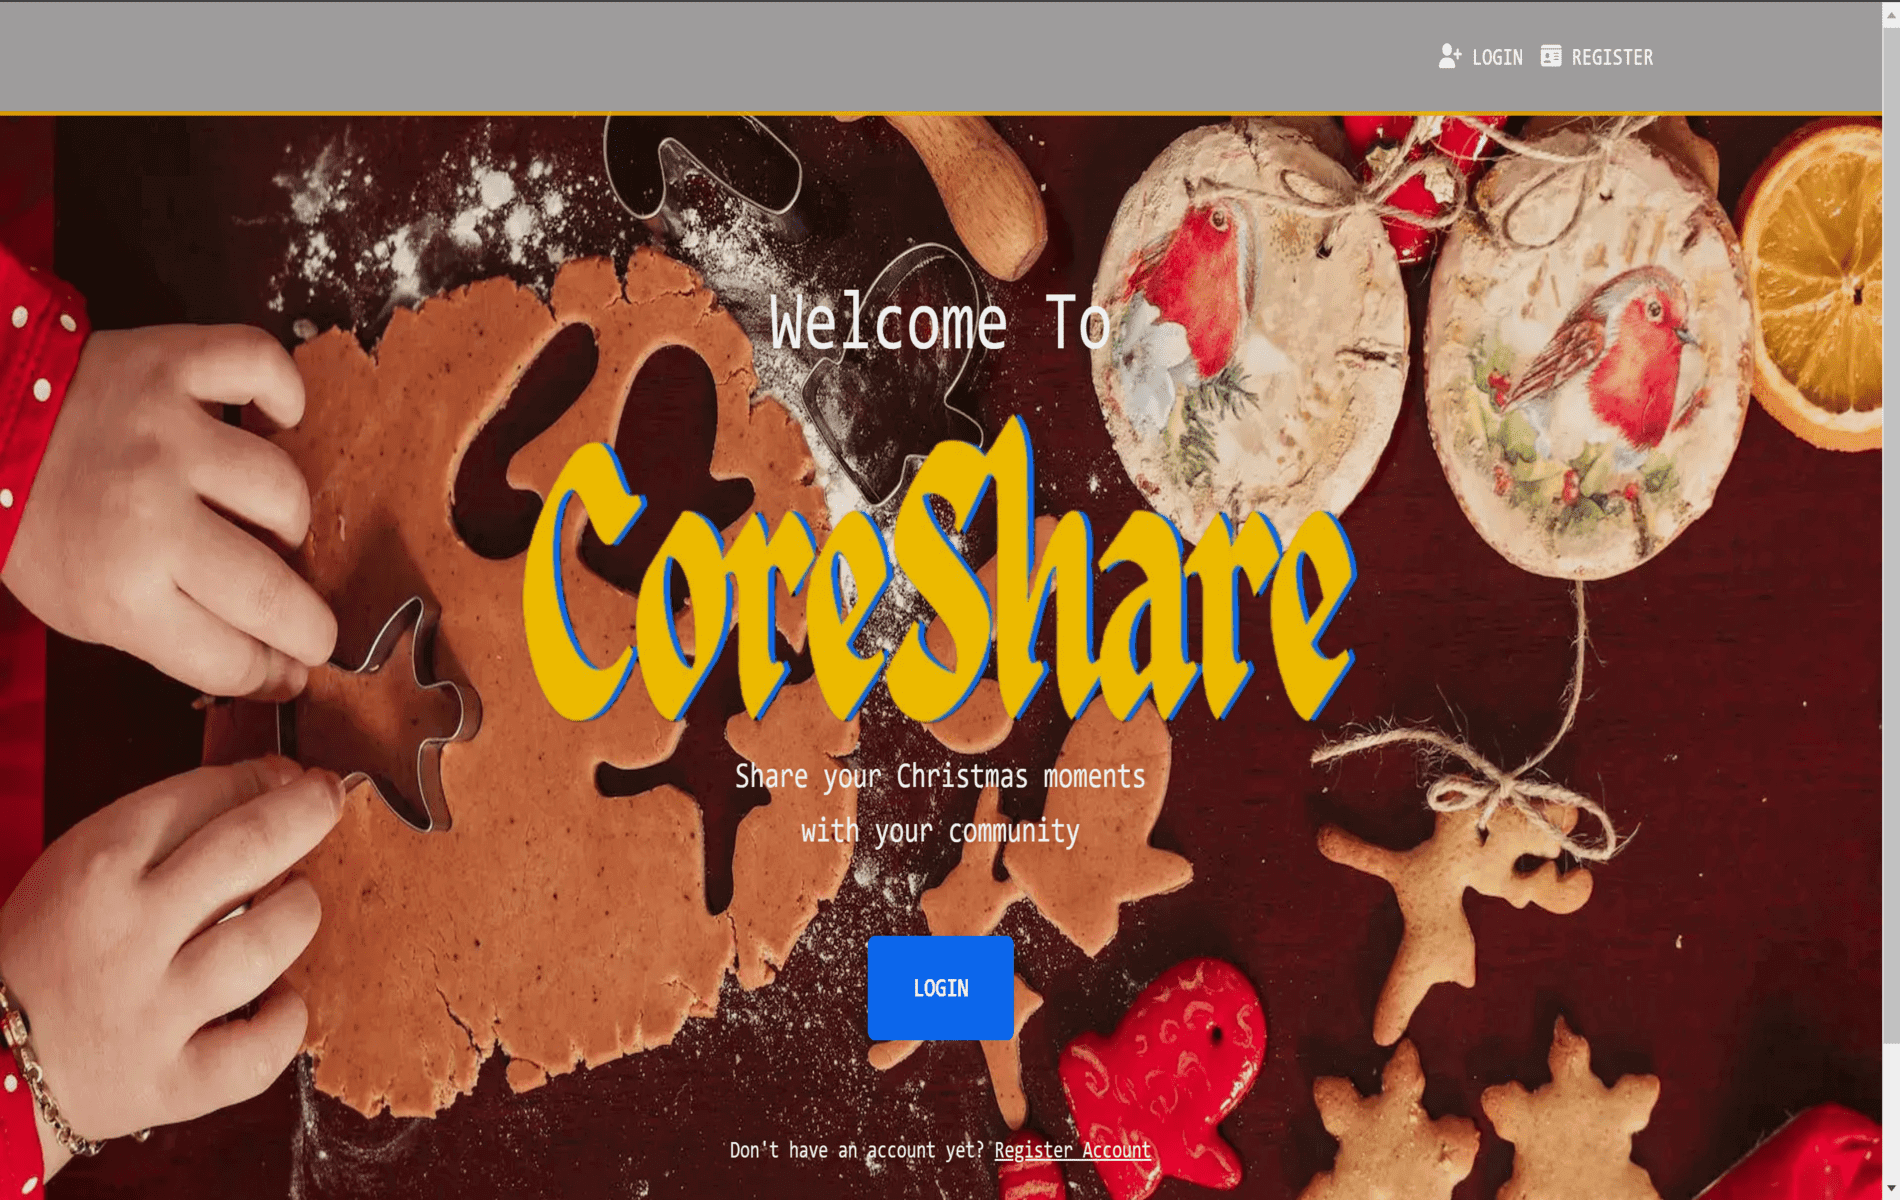 LOGIN REGISTER
Welcome To
CoreShare
Share your Christmas moments
with your community
LOGIN
Don't have an account yet? Register Account